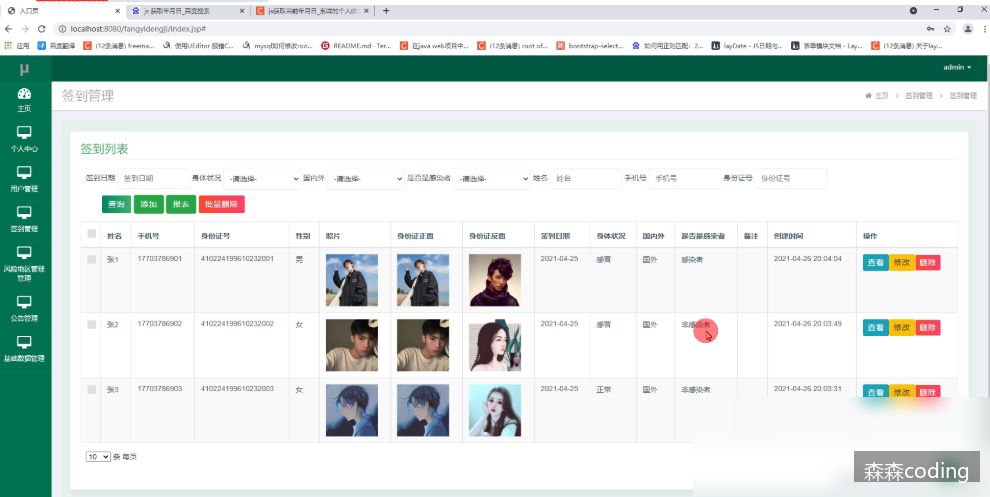 入口页
js 获取年月日_百度搜索
localhost:8080/fangyidengji/index.jsp#
应用 百度翻译 (12条消息) freema... 使用UEditor 报错C... mysql如何修改roo... README.md · Ter... 在java web项目中... (12条消息) root of... bootstrap-select... 如何用正则匹配: 2... layDate - JS日期与... 表单模块文档 - Lay... (12条消息) 关于lay...
μ
admin
主页
个人中心
用户管理
签到管理
风险地区管理
管理
公告管理
基础数据管理
签到管理
主页 > 签到管理 > 签到管理
签到列表
签到日期 签到日期 身体状况 -请选择- 国内外 -请选择- 是否是感染者 -请选择- 姓名 姓名 手机号 手机号 身份证号 身份证号
查询 添加 报表 批量删除
姓名 手机号 身份证号 性别 照片 身份证正面 身份证反面 签到日期 身体状况 国内外 是否是感染者 备注 创建时间 操作
张1 17703786901 410224199610232001 男 2021-04-25 感冒 国外 感染者 2021-04-26 20:04:04 查看 修改 删除
张2 17703786902 410224199610232002 女 2021-04-25 感冒 国外 非感染者 2021-04-26 20:03:49 查看 修改 删除
张3 17703786903 410224199610232003 女 2021-04-25 正常 国外 非感染者 2021-04-26 20:03:31 查看 修改 删除
10 条 每页
森森coding